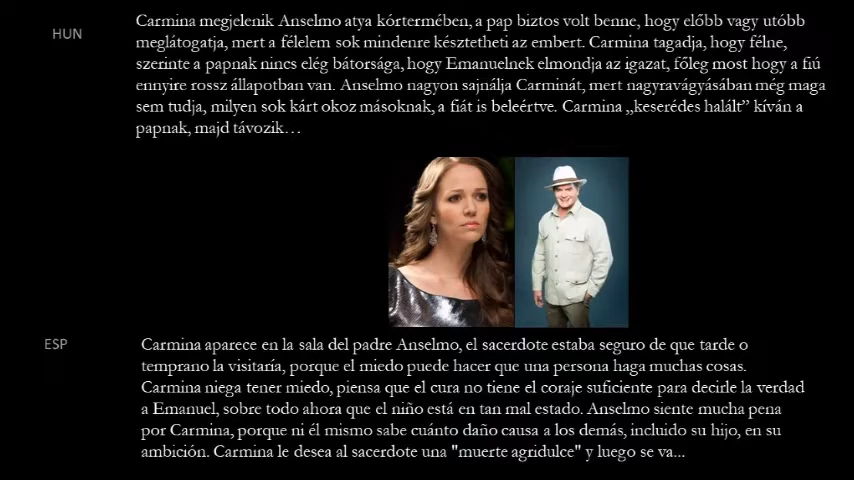 HUN
Carmina megjelenik Anselmo atya kórtermében, a pap biztos volt benne, hogy előbb vagy utóbb
meglátogatja, mert a félelem sok mindenre késztetheti az embert. Carmina tagadja, hogy félne,
szerinte a papnak nincs elég bátorsága, hogy Emanuelnek elmondja az igazat, főleg most hogy a fiú
ennyire rossz állapotban van. Anselmo nagyon sajnálja Carminát, mert nagyravágyásában még maga
sem tudja, milyen sok kárt okoz másoknak, a fiát is beleértve. Carmina „keserédes halált” kíván a
papnak, majd távozik…
ESP
Carmina aparece en la sala del padre Anselmo, el sacerdote estaba seguro de que tarde o
temprano la visitaría, porque el miedo puede hacer que una persona haga muchas cosas.
Carmina niega tener miedo, piensa que el cura no tiene el coraje suficiente para decirle la verdad
a Emanuel, sobre todo ahora que el niño está en tan mal estado. Anselmo siente mucha pena
por Carmina, porque ni él mismo sabe cuánto daño causa a los demás, incluido su hijo, en su
ambición. Carmina le desea al sacerdote una "muerte agridulce" y luego se va...